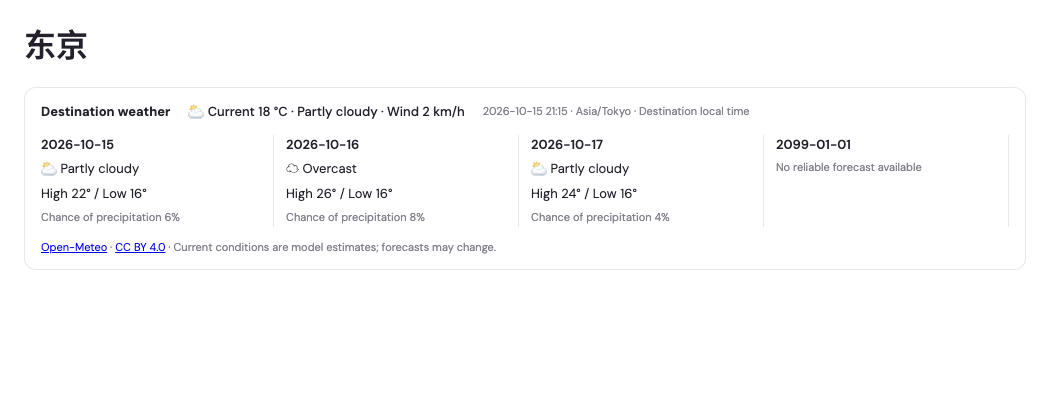 东京
Destination weather 🌥️ Current 18 °C · Partly cloudy · Wind 2 km/h 2026-10-15 21:15 · Asia/Tokyo · Destination local time
2026-10-15
Partly cloudy
High 22° / Low 16°
Chance of precipitation 6%
2026-10-16
Overcast
High 26° / Low 16°
Chance of precipitation 8%
2026-10-17
Partly cloudy
High 24° / Low 16°
Chance of precipitation 4%
2099-01-01
No reliable forecast available
Open-Meteo · CC BY 4.0 · Current conditions are model estimates; forecasts may change.